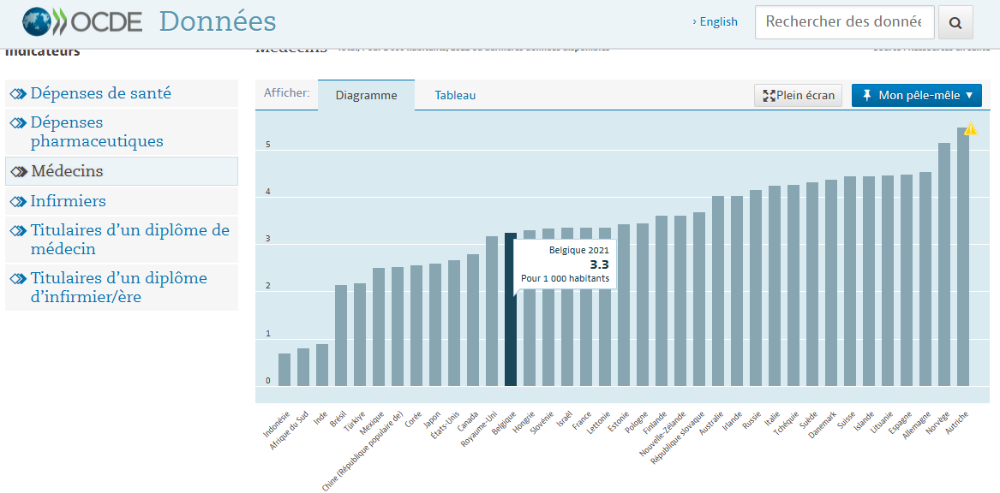 OCDE Données
› English
Rechercher des donnée
Indicateurs
Médecins
Dépenses de santé
Dépenses
pharmaceutiques
Médecins
Infirmiers
Titulaires d’un diplôme de
médecin
Titulaires d’un diplôme
d’infirmier/ère
Afficher:
Diagramme
Tableau
Plein écran
Mon pêle-mêle ▼
5
4
3
2
1
0
Belgique 2021
3.3
Pour 1 000 habitants
Indonésie
Afrique du Sud
Inde
Brésil
Türkiye
Mexique
Chine (République populaire de)
Corée
Japon
États-Unis
Canada
Royaume-Uni
Belgique
Hongrie
Slovénie
Israël
France
Lettonie
Estonie
Pologne
Finlande
Nouvelle-Zélande
République slovaque
Australie
Irlande
Russie
Italie
Tchéquie
Suède
Danemark
Suisse
Islande
Lituanie
Espagne
Allemagne
Norvège
Autriche